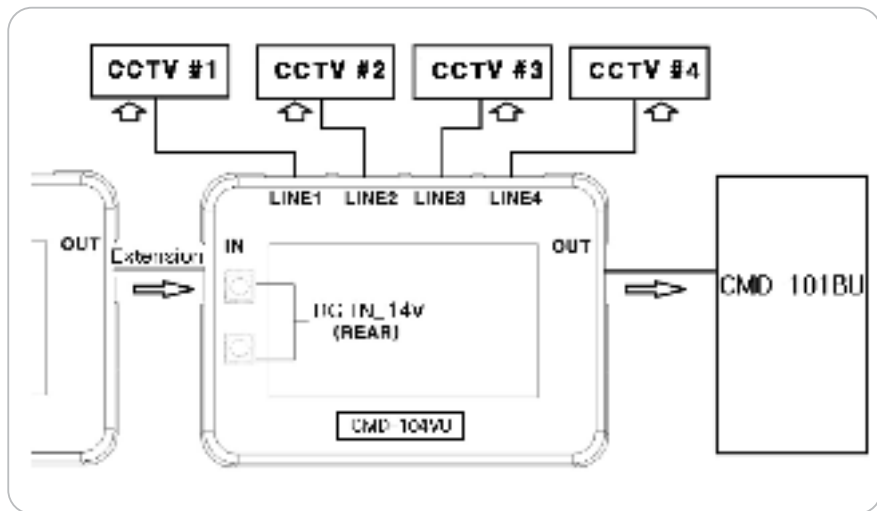 CCTV #1
CCTV #2
CCTV #3
CCTV #4
LINE1
LINE2
LINE3
LINE4
OUT
Extension
IN
OUT
DC IN_14V
(REAR)
CMD-104VU
CMD 101BU